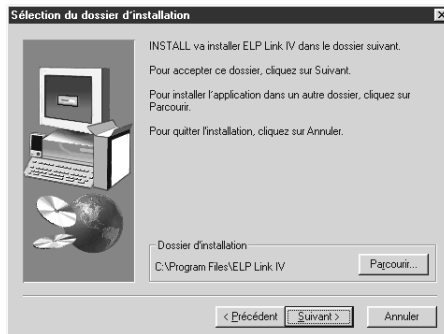 Sélection du dossier d'installation
INSTALL va installer ELP Link IV dans le dossier suivant.
Pour accepter ce dossier, cliquez sur Suivant.
Pour installer l'application dans un autre dossier, cliquez sur
Parcourir.
Pour quitter l'installation, cliquez sur Annuler.
Dossier d'installation
C:\Program Files\ELP Link IV
Parcourir...
< Précédent
Suivant >
Annuler